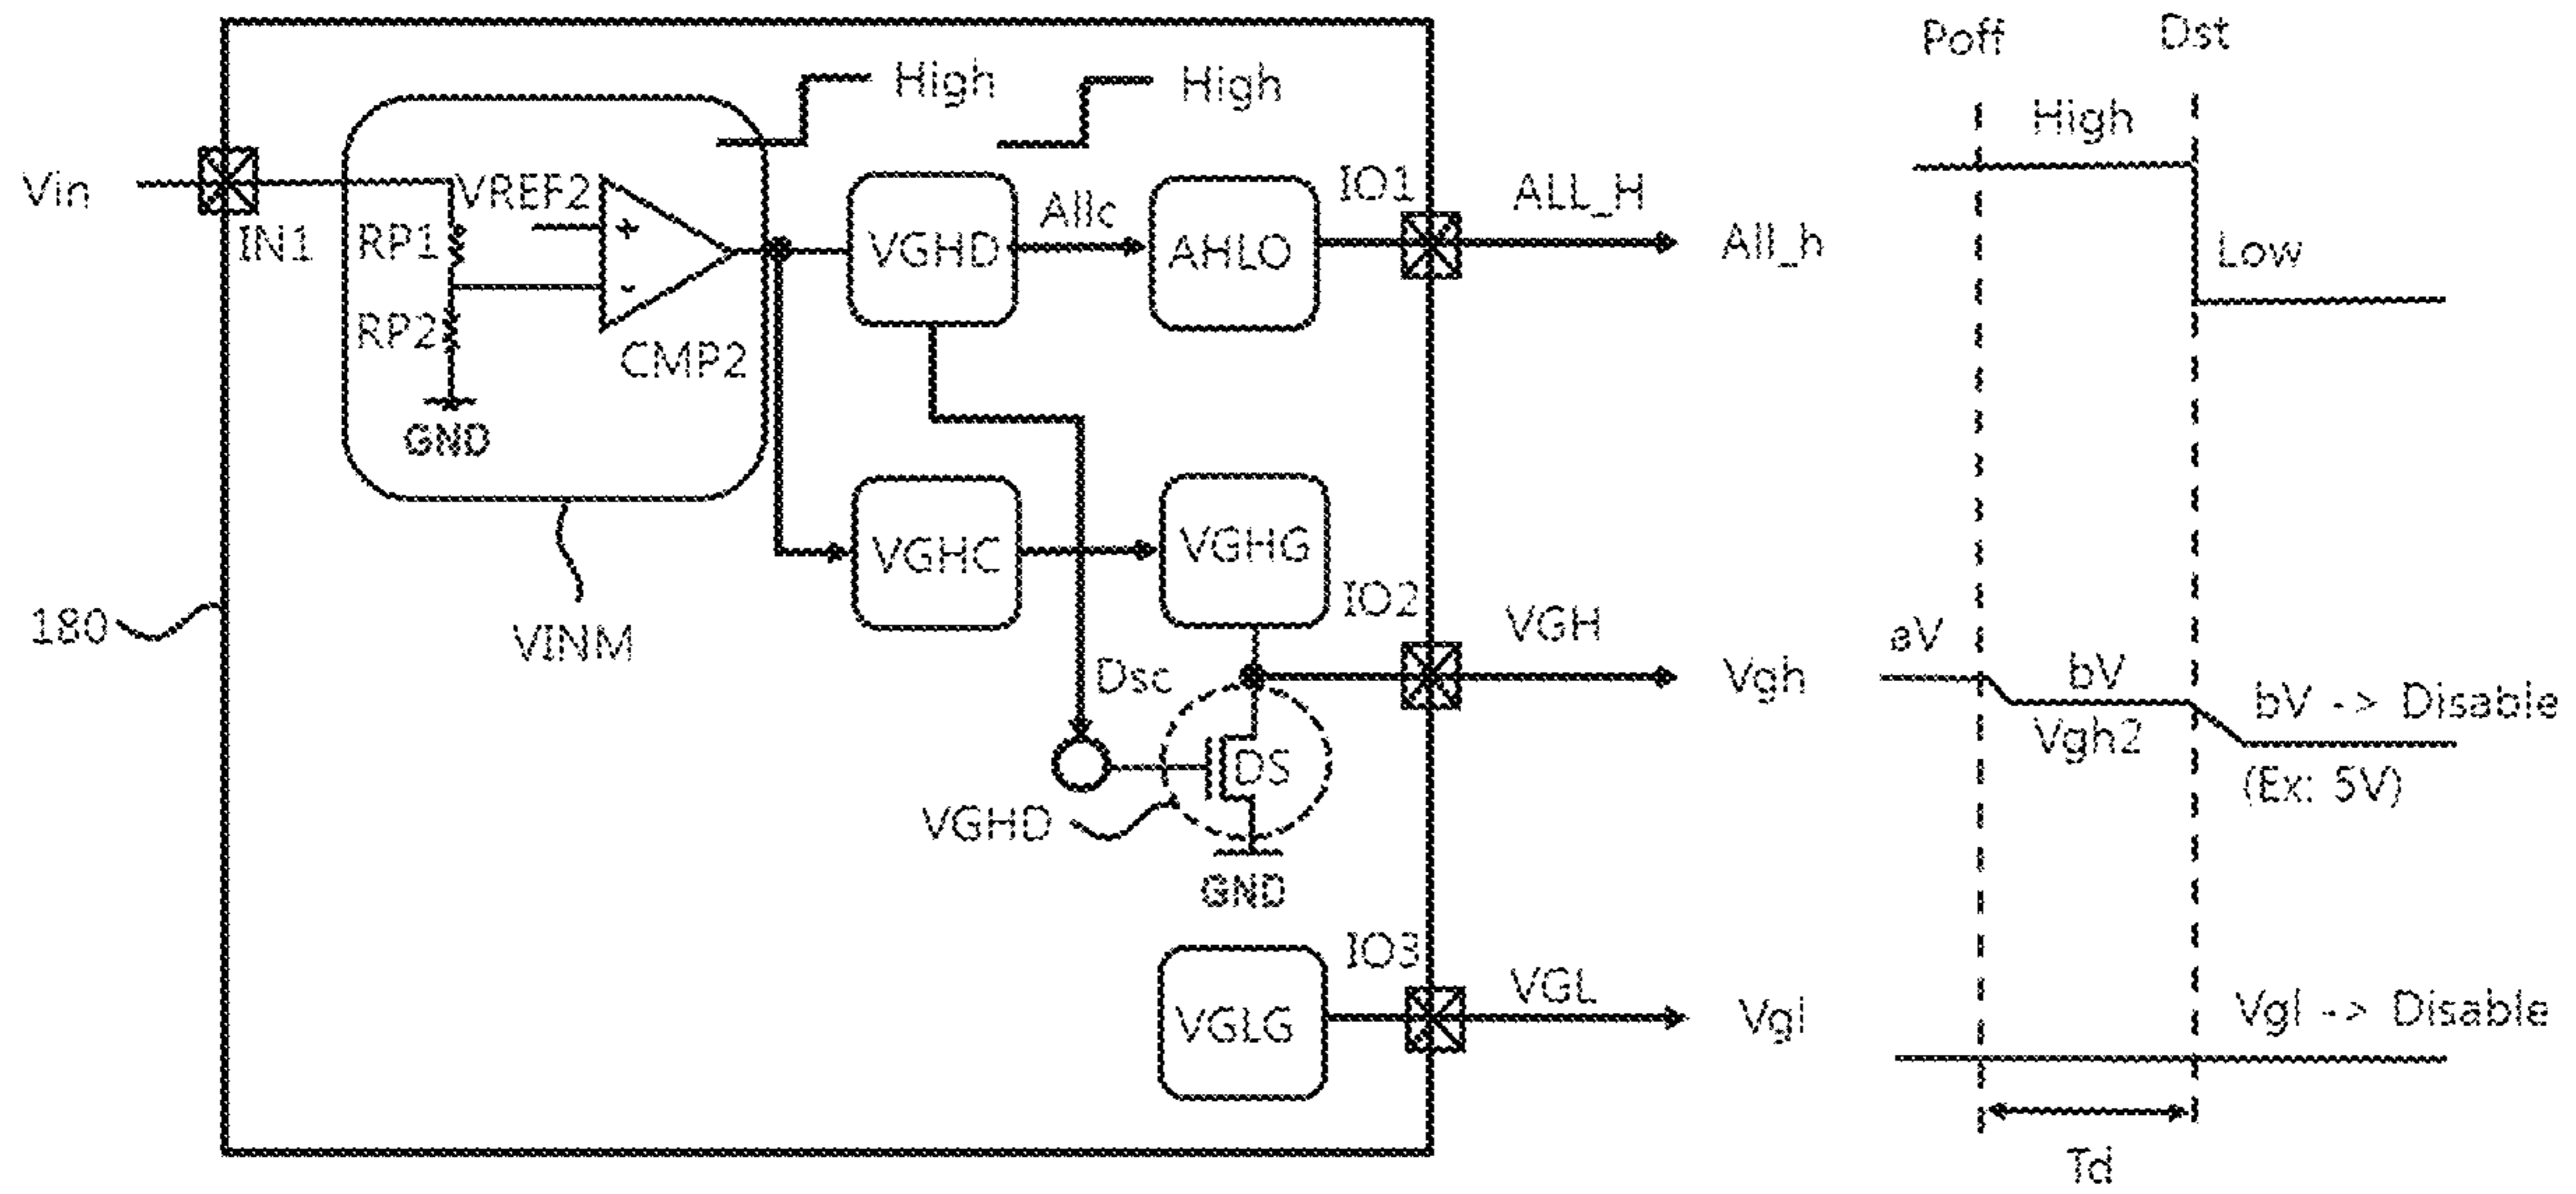 Poff
Dst
High
High
High
Vin
IN1
VREF2
RP1
+
-
RP2
CMP2
GND
VINM
180
VGHD
Allc
AHLO
IO1
ALL_H
All_h
Low
VGHC
VGHG
IO2
VGH
Vgh
aV
bV
Vgh2
bV -> Disable
(Ex: 5V)
Dsc
DS
VGHD
GND
VGLG
IO3
VGL
Vgl
Vgl -> Disable
Td